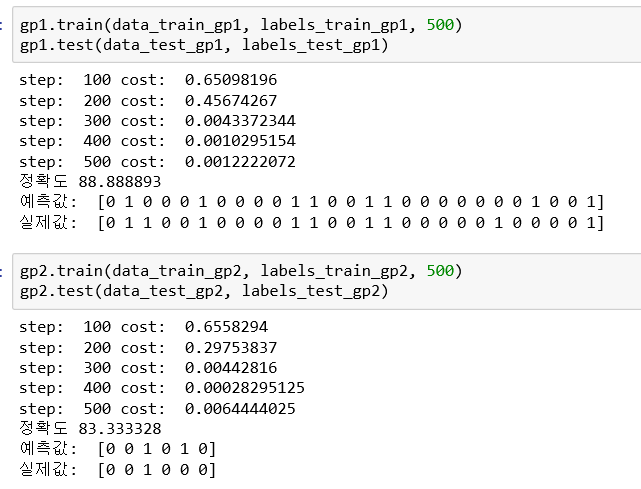 gp1.train(data_train_gp1, labels_train_gp1, 500)
gp1.test(data_test_gp1, labels_test_gp1)
step:  100 cost:  0.65098196
step:  200 cost:  0.45674267
step:  300 cost:  0.0043372344
step:  400 cost:  0.0010295154
step:  500 cost:  0.0012222072
정확도 88.888893
예측값:  [0 1 0 0 0 1 0 0 0 0 1 1 0 0 1 1 0 0 0 0 0 0 0 1 0 0 1]
실제값:  [0 1 1 0 0 1 0 0 0 0 1 1 0 0 1 1 0 0 0 0 0 1 0 0 0 0 1]
gp2.train(data_train_gp2, labels_train_gp2, 500)
gp2.test(data_test_gp2, labels_test_gp2)
step:  100 cost:  0.6558294
step:  200 cost:  0.29753837
step:  300 cost:  0.00442816
step:  400 cost:  0.00028295125
step:  500 cost:  0.0064444025
정확도 83.333328
예측값:  [0 0 1 0 1 0]
실제값:  [0 0 1 0 0 0]